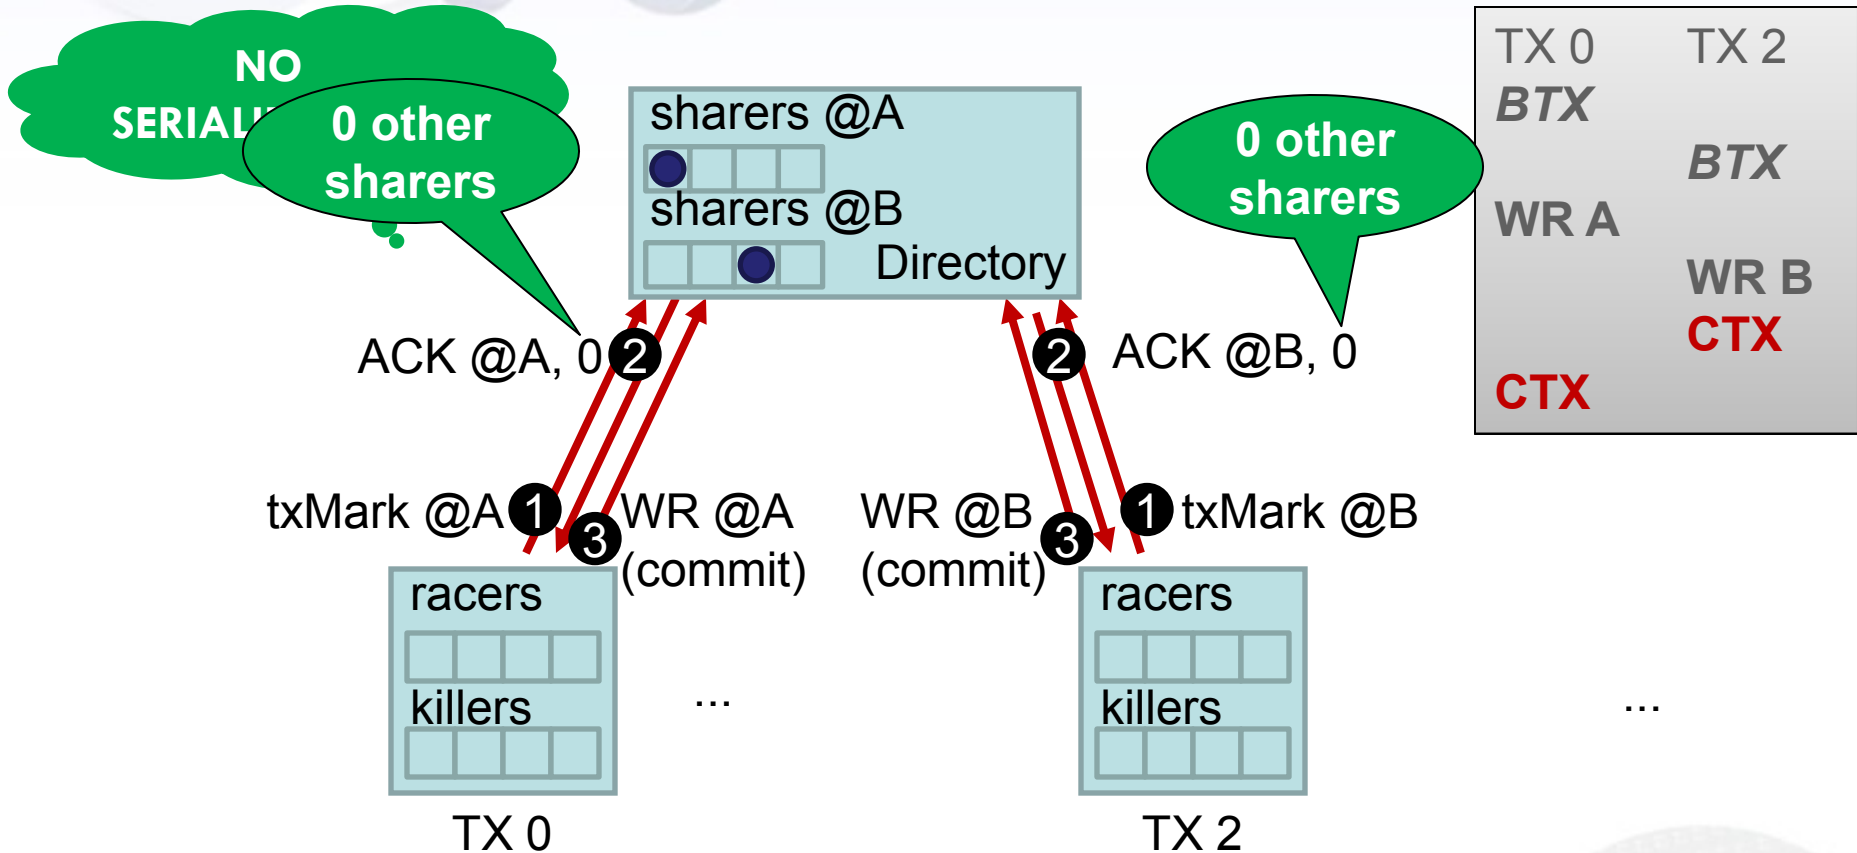 NO
0 other
sharers
sharers @A
sharers @B
Directory
0 other
sharers
TX 0 TX 2
BTX
BTX
WR A
WR B
CTX
CTX
ACK @A, 0 2
2 ACK @B, 0
txMark @A 1
3 WR @A
(commit)
WR @B 3
(commit)
1 txMark @B
racers
killers
...
racers
killers
...
TX 0
TX 2